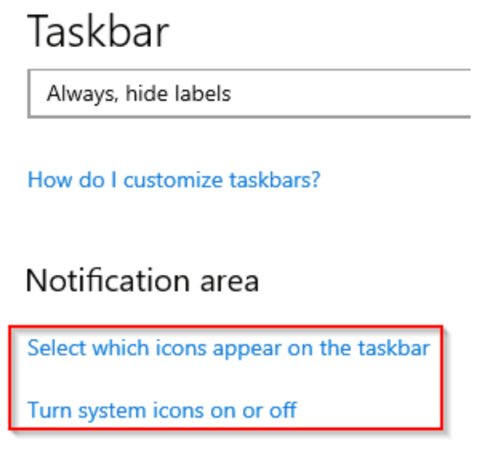 Taskbar
Always, hide labels
How do I customize taskbars?
Notification area
Select which icons appear on the taskbar
Turn system icons on or off